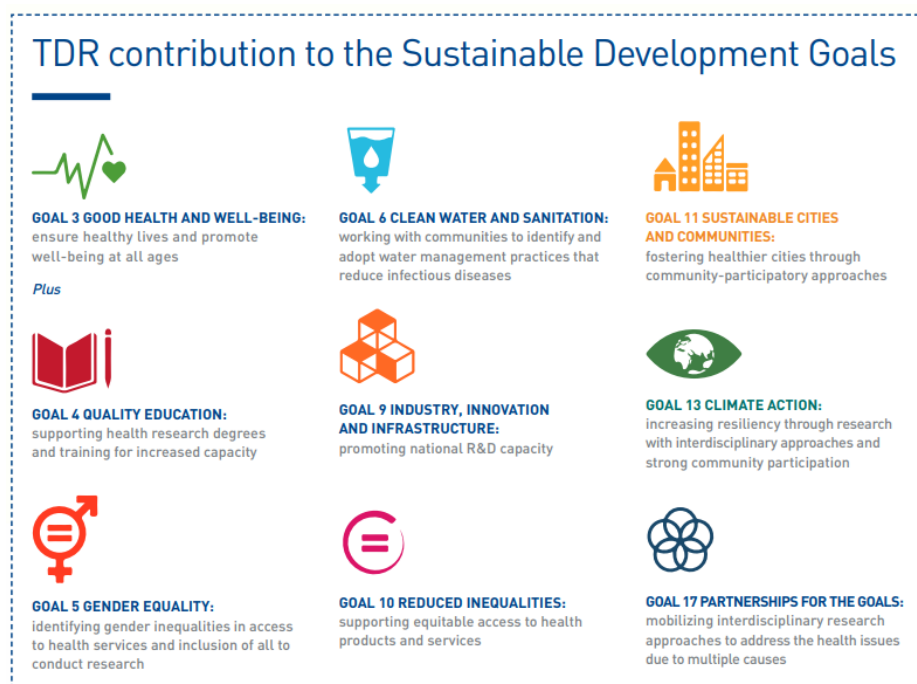 TDR contribution to the Sustainable Development Goals
GOAL 3 GOOD HEALTH AND WELL-BEING:
ensure healthy lives and promote
well-being at all ages
Plus
GOAL 4 QUALITY EDUCATION:
supporting health research degrees
and training for increased capacity
GOAL 5 GENDER EQUALITY:
identifying gender inequalities in access
to health services and inclusion of all to
conduct research
GOAL 6 CLEAN WATER AND SANITATION:
working with communities to identify and
adopt water management practices that
reduce infectious diseases
GOAL 9 INDUSTRY, INNOVATION
AND INFRASTRUCTURE:
promoting national R&D capacity
GOAL 10 REDUCED INEQUALITIES:
supporting equitable access to health
products and services
GOAL 11 SUSTAINABLE CITIES
AND COMMUNITIES:
fostering healthier cities through
community-participatory approaches
GOAL 13 CLIMATE ACTION:
increasing resiliency through research
with interdisciplinary approaches and
strong community participation
GOAL 17 PARTNERSHIPS FOR THE GOALS:
mobilizing interdisciplinary research
approaches to address the health issues
due to multiple causes